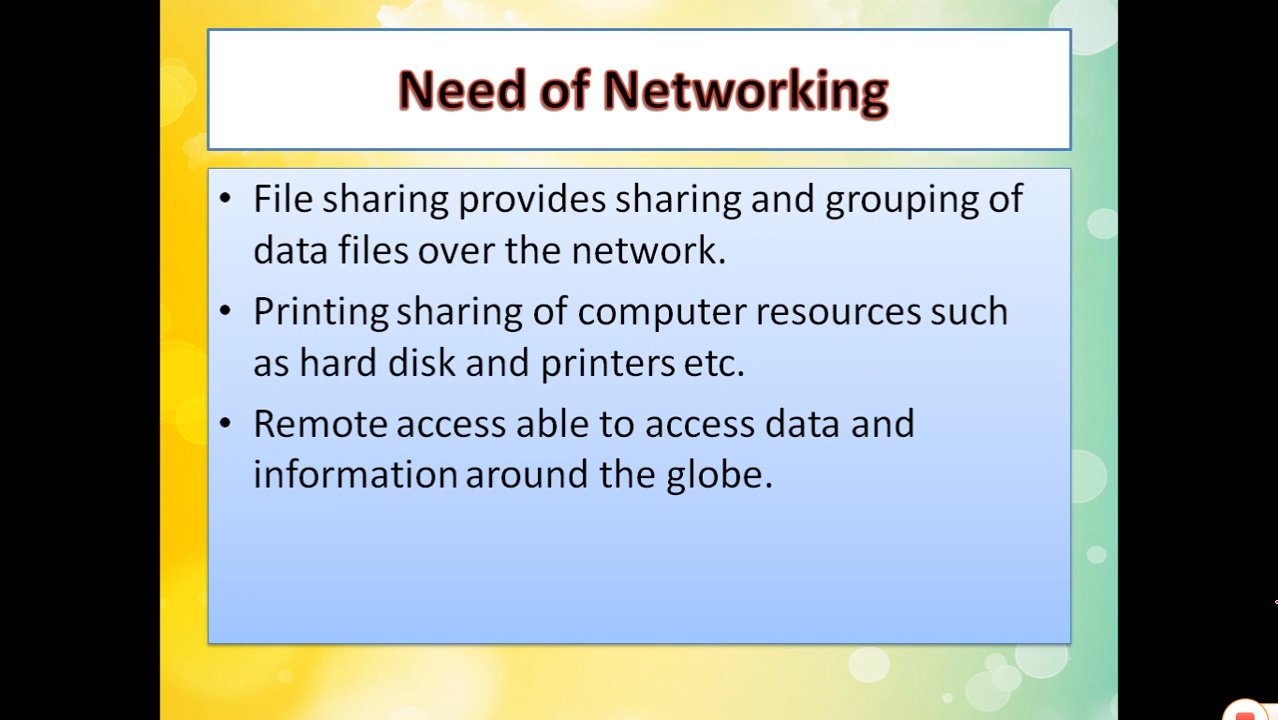 Need of Networking
• File sharing provides sharing and grouping of
data files over the network.
• Printing sharing of computer resources such
as hard disk and printers etc.
• Remote access able to access data and
information around the globe.